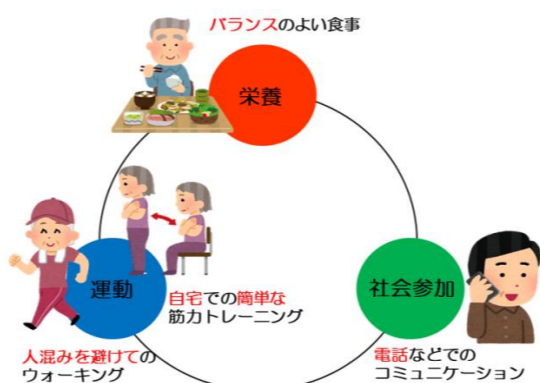 バランスのよい食事
栄養
運動
自宅での簡単な
筋力トレーニング
人混みを避けての
ウォーキング
社会参加
電話などでの
コミュニケーション